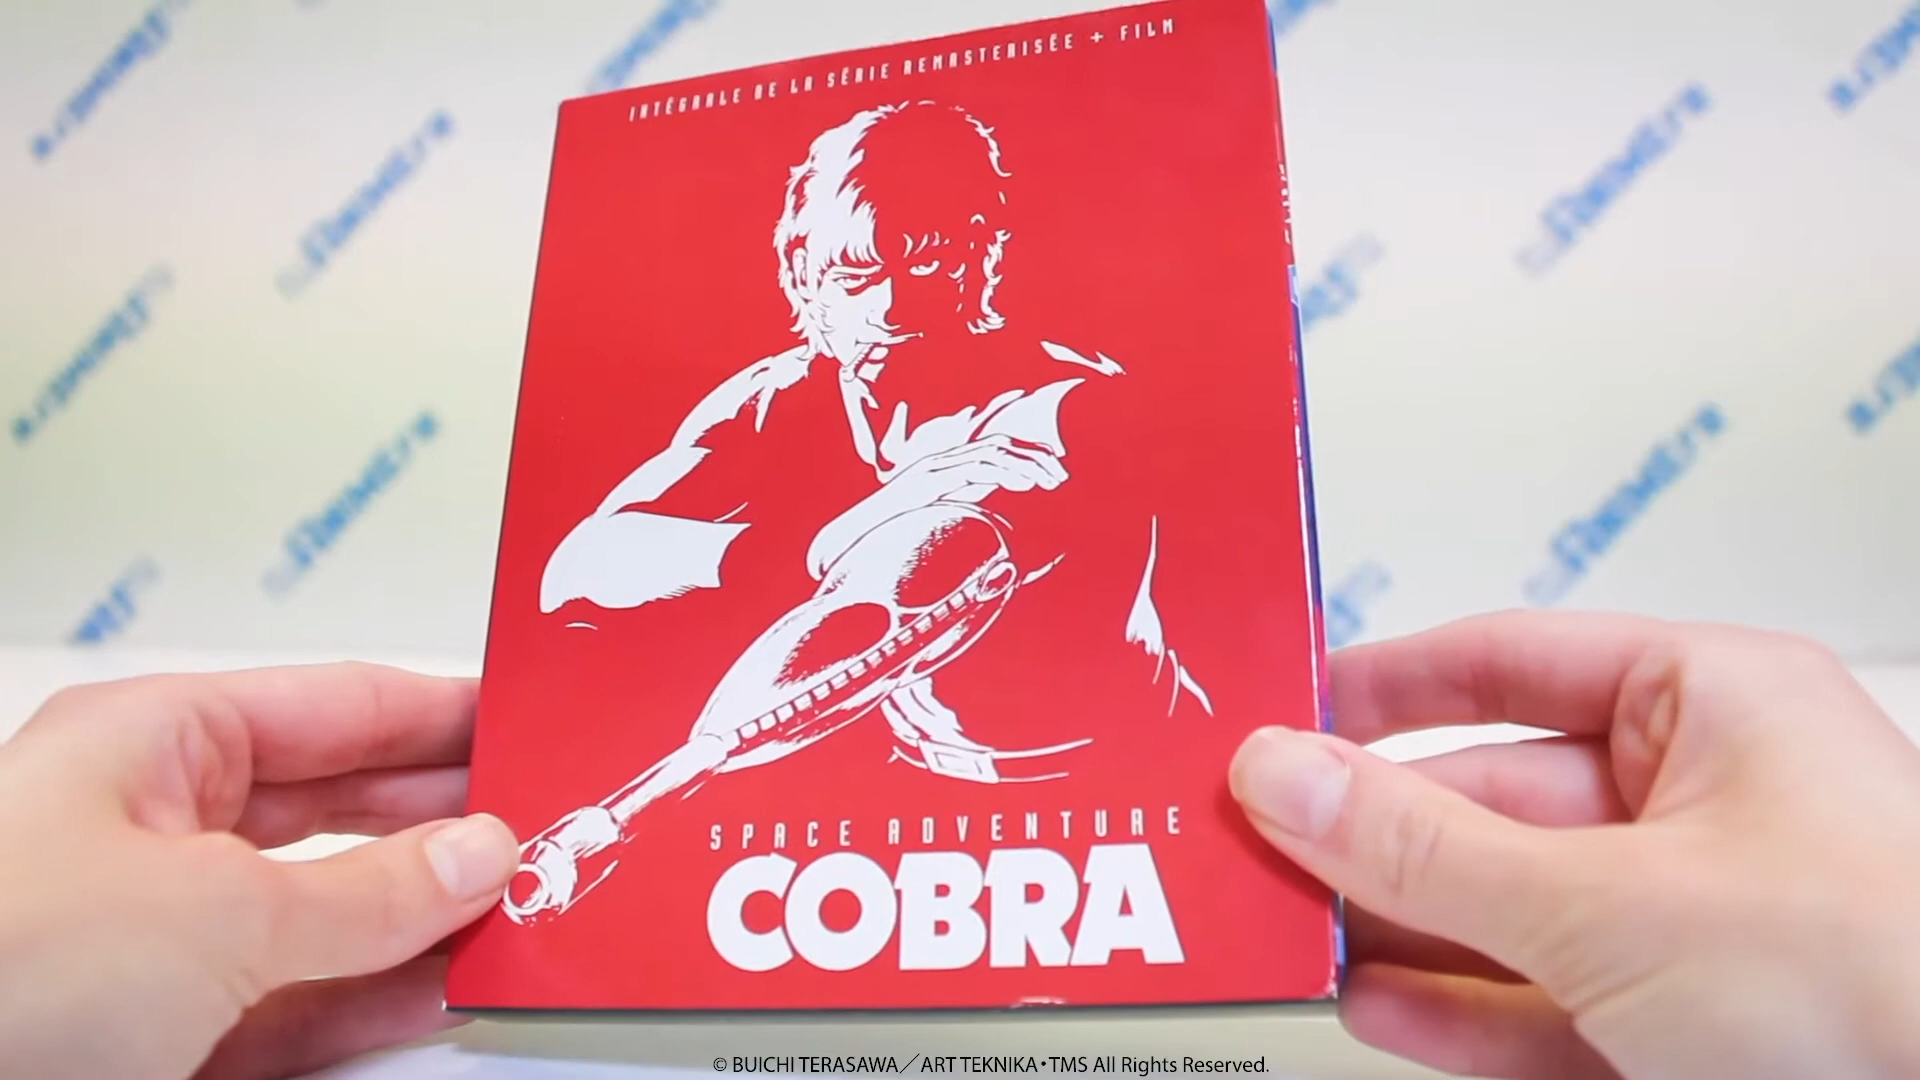 INTÉGRALE DE LA SÉRIE REMASTERISÉE + FILM
SPACE ADVENTURE
COBRA
© BUICHI TERASAWA／ART TEKNIKA・TMS All Rights Reserved.